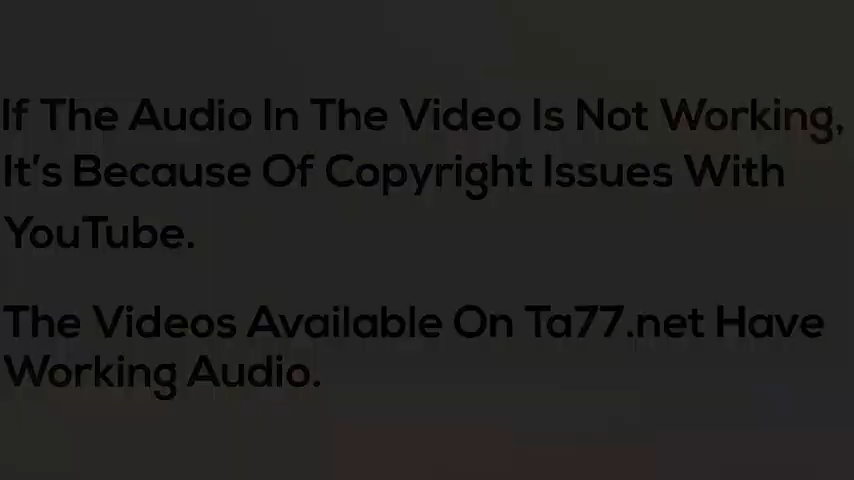 If The Audio In The Video Is Not Working,
It's Because Of Copyright Issues With
YouTube.
The Videos Available On Ta77.net Have
Working Audio.